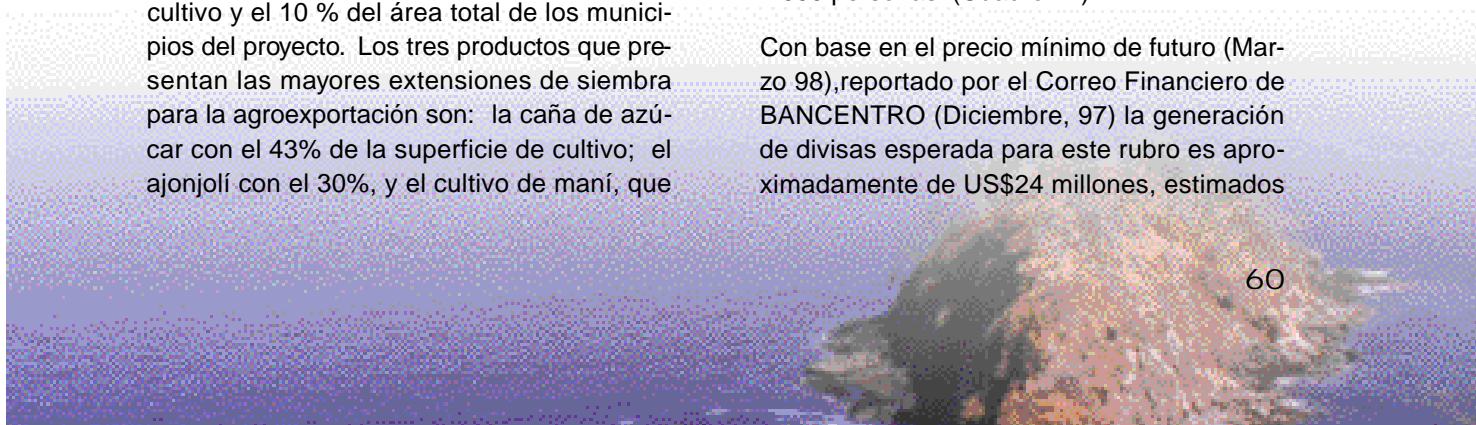 cultivo y el 10 % del área total de los munici-
pios del proyecto. Los tres productos que pre-
sentan las mayores extensiones de siembra
para la agroexportación son: la caña de azú-
car con el 43% de la superficie de cultivo; el
ajonjolí con el 30%, y el cultivo de maní, que
Con base en el precio mínimo de futuro (Mar-
zo 98),reportado por el Correo Financiero de
BANCENTRO (Diciembre, 97) la generación
de divisas esperada para este rubro es apro-
ximadamente de US$24 millones, estimados
60